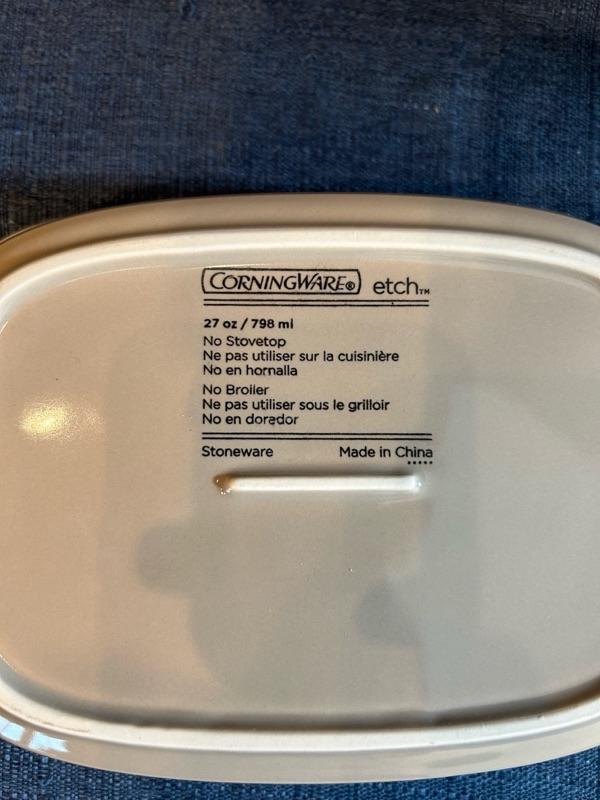 CORNINGWARE® etch™
27 oz / 798 ml
No Stovetop
Ne pas utiliser sur la cuisinière
No en hornalla
No Broiler
Ne pas utiliser sous le grilloir
No en dorador
Stoneware Made in China